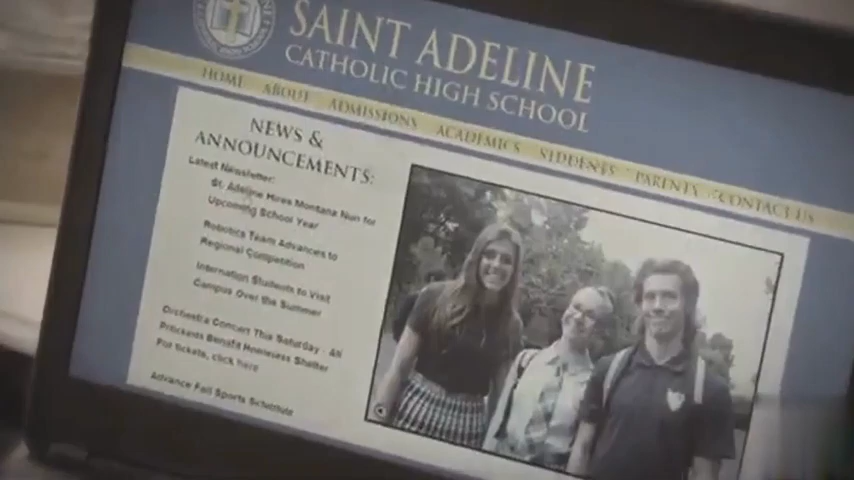 SAINT ADELINE
CATHOLIC HIGH SCHOOL
HOME ABOUT ADMISSIONS ACADEMICS STUDENTS PARENTS CONTACT US
NEWS &
ANNOUNCEMENTS:
Latest Newsletter:
St. Adeline Hires Montana Nun for
Upcoming School Year
Robotics Team Advances to
Regional Competition
Internation Students to Visit
Campus Over the Summer
Orchestra Concert This Saturday - All
Benefit Homeless Shelter
For tickets, click here
Advance Fall Sports Schedule